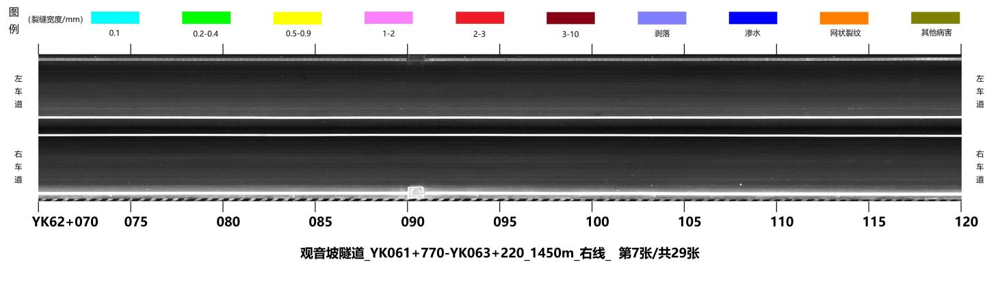 图例
(裂缝宽度/mm)
0.1 0.2-0.4 0.5-0.9 1-2 2-3 3-10 剥落 渗水 网状裂纹 其他病害
左车道 左车道
右车道 右车道
YK62+070 075 080 085 090 095 100 105 110 115 120
观音坡隧道_YK061+770-YK063+220_1450m_右线_ 第7张/共29张